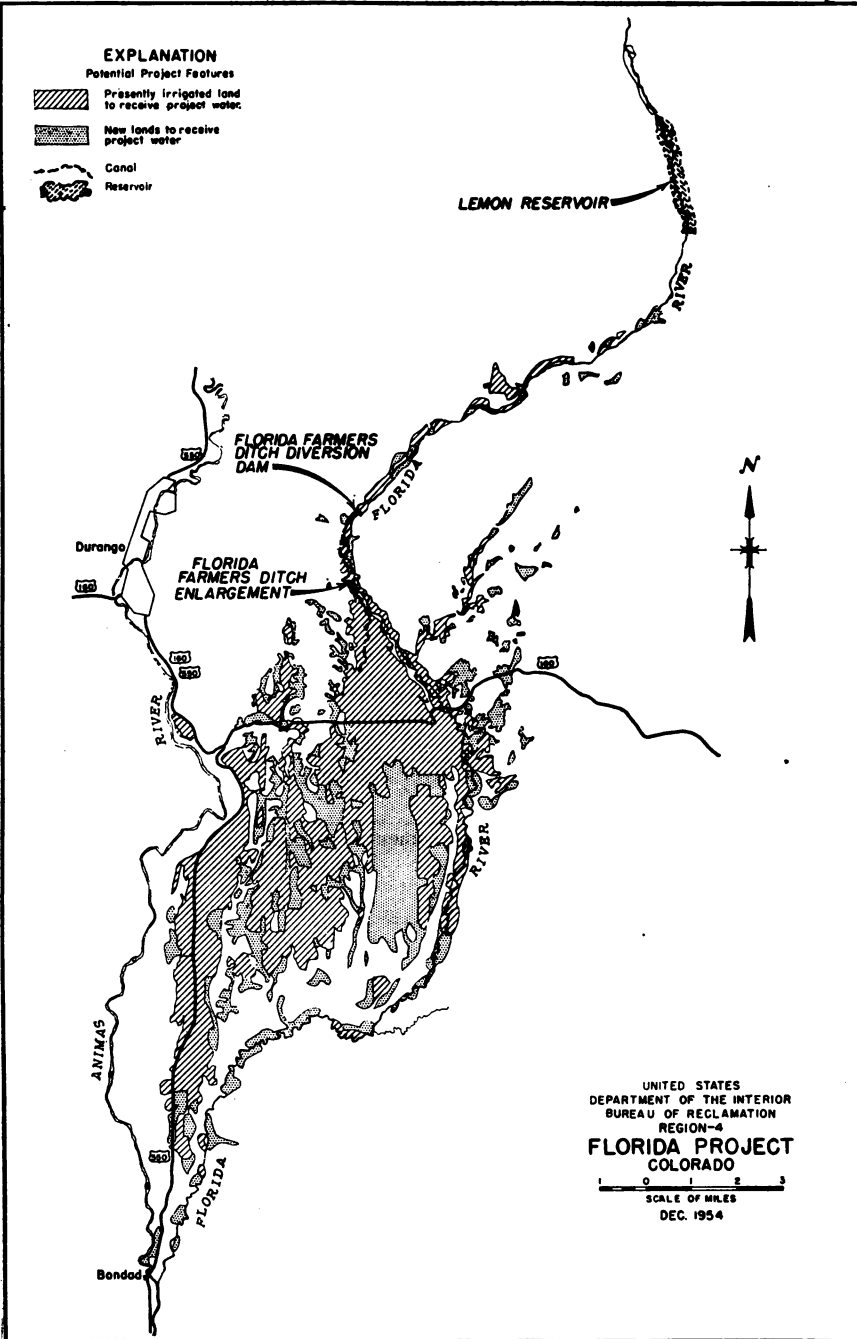 EXPLANATION
Potential Project Features
Presently irrigated land
to receive project water.
New lands to receive
project water
Canal
Reservoir
LEMON RESERVOIR
RIVER
FLORIDA FARMERS
DITCH DIVERSION
DAM
FLORIDA
N
550
Durango
160
FLORIDA
FARMERS DITCH
ENLARGEMENT
160
550
160
RIVER
RIVER
ANIMAS
550
FLORIDA
Bondad
UNITED STATES
DEPARTMENT OF THE INTERIOR
BUREAU OF RECLAMATION
REGION-4
FLORIDA PROJECT
COLORADO
1 0 1 2 3
SCALE OF MILES
DEC. 1954